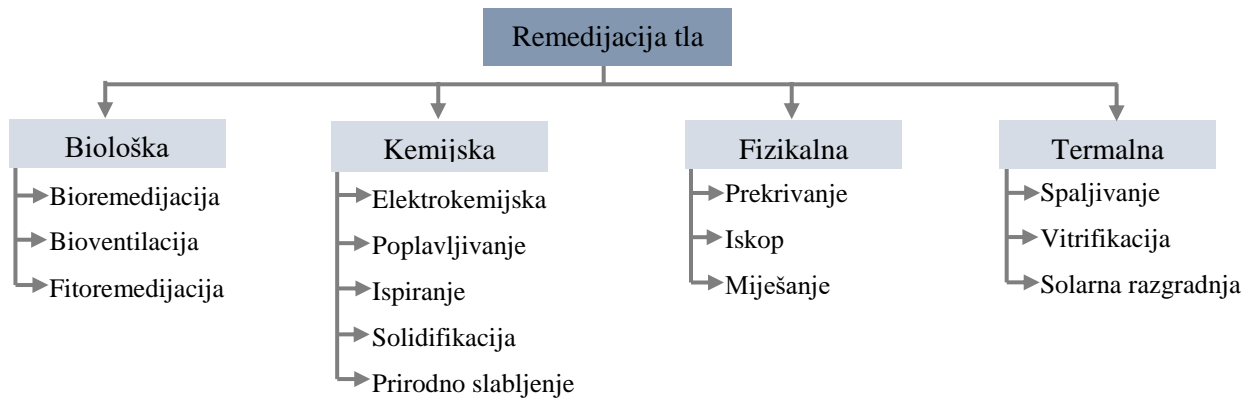 Remedijacija tla
Biološka
Bioremedijacija
Bioventilacija
Fitoremedijacija
Kemijska
Elektrokemijska
Poplavljivanje
Ispiranje
Solidifikacija
Prirodno slabljenje
Fizikalna
Prekrivanje
Iskop
Miješanje
Termalna
Spaljivanje
Vitrifikacija
Solarna razgradnja